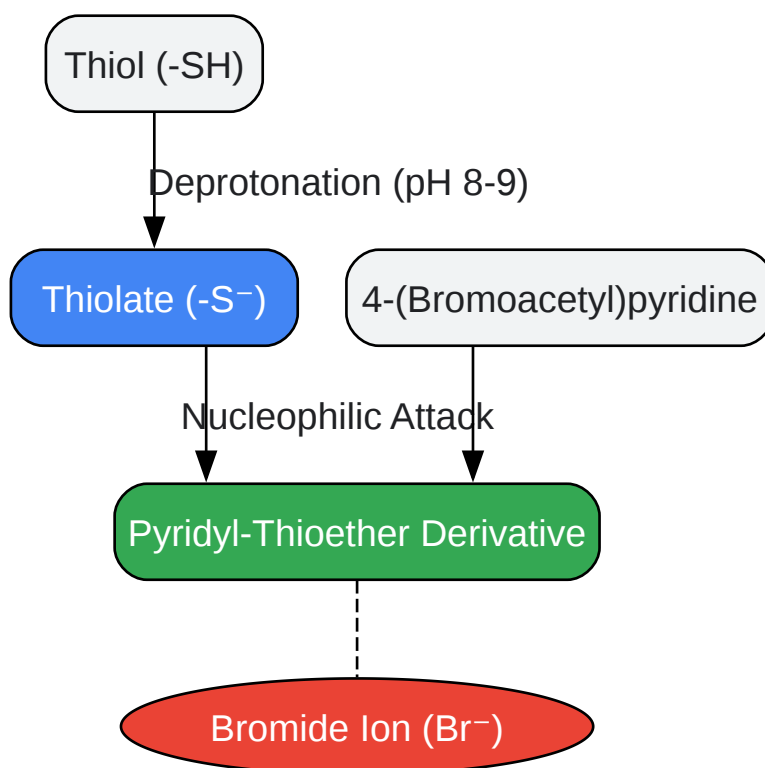 Thiol (-SH)
Deprotonation (pH 8-9)
Thiolate (-S⁻)
4-(Bromoacetyl)pyridine
Nucleophilic Attack
Pyridyl-Thioether Derivative
Bromide Ion (Br⁻)